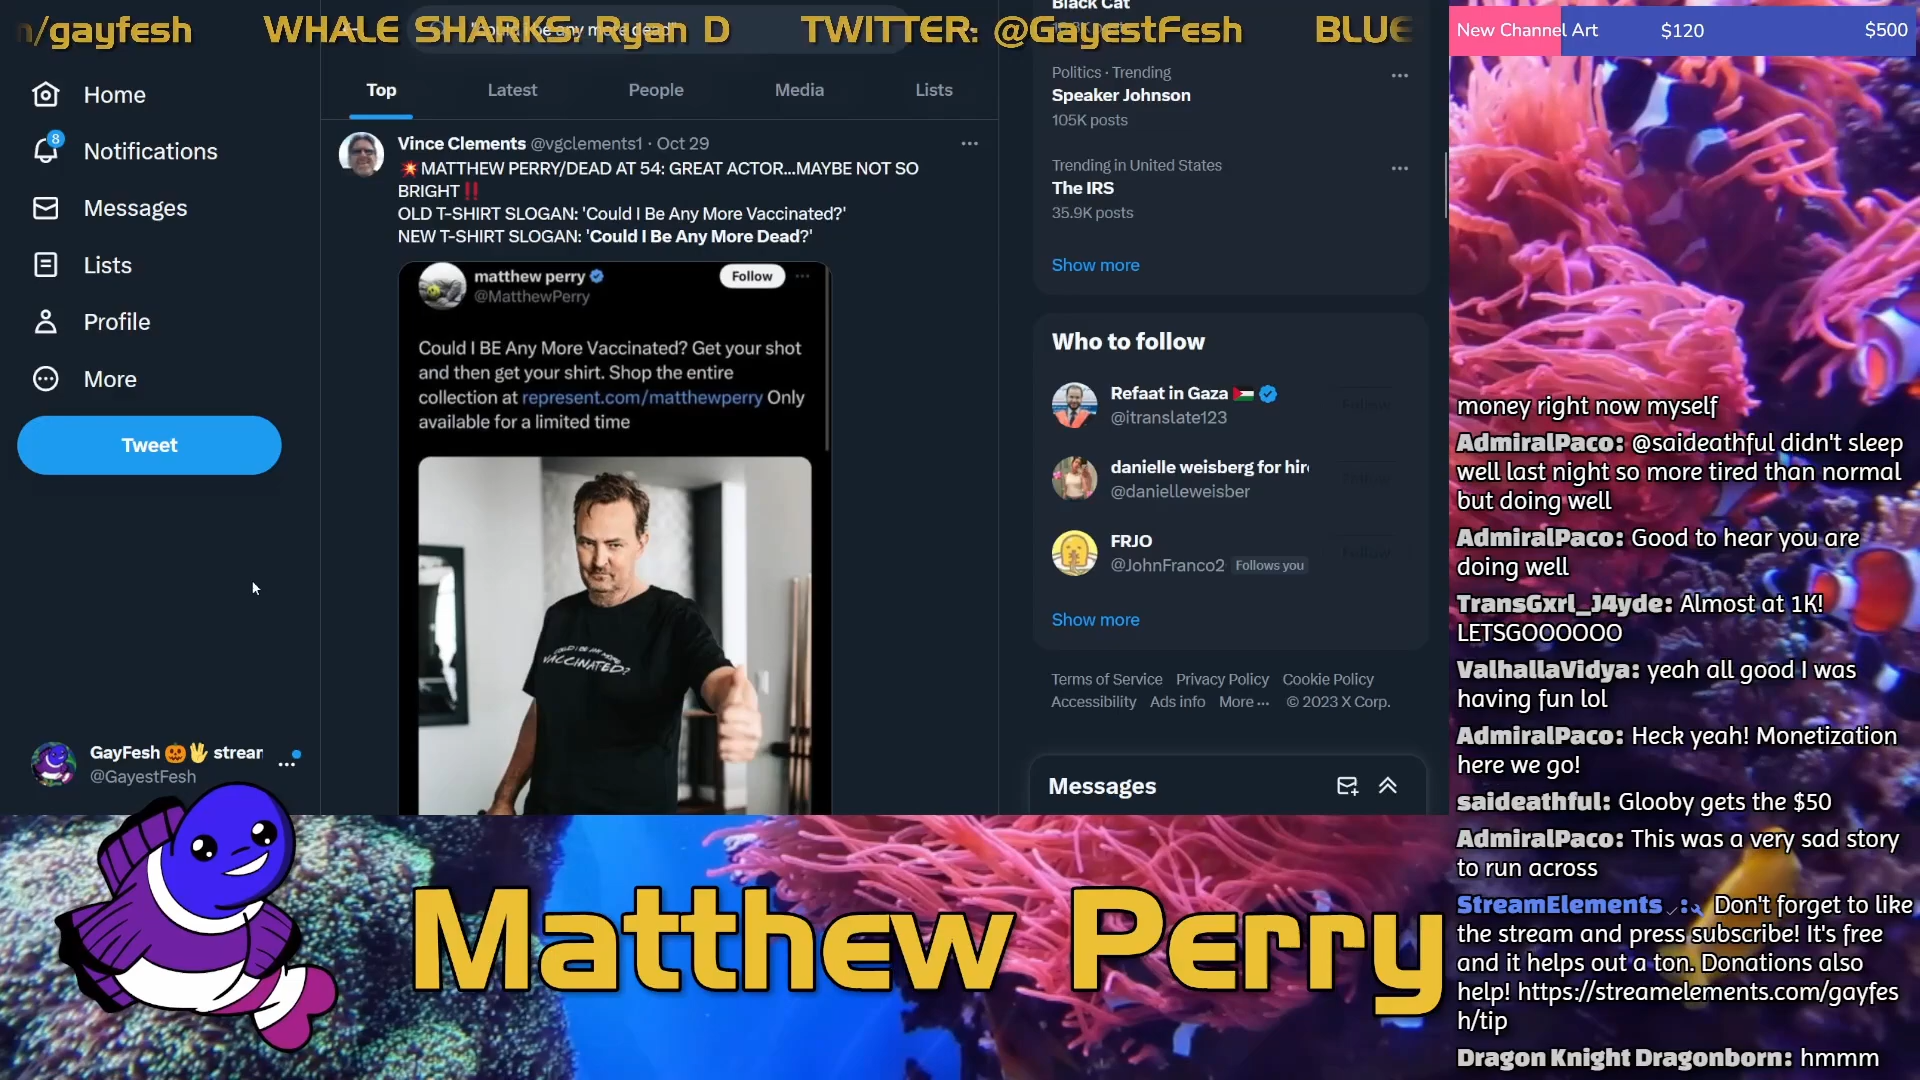 n/gayfesh WHALE SHARKS: Ryan D TWITTER: @GayestFesh BLUE
Top Latest People Media Lists
Home
8
Notifications
Messages
Lists
Profile
More
Tweet
GayFesh 🎃🖖 strear
@GayestFesh
Vince Clements @vgclements1 · Oct 29
💥MATTHEW PERRY/DEAD AT 54: GREAT ACTOR...MAYBE NOT SO
BRIGHT‼️
OLD T-SHIRT SLOGAN: 'Could I Be Any More Vaccinated?'
NEW T-SHIRT SLOGAN: 'Could I Be Any More Dead?'
matthew perry
Follow
@MatthewPerry
Could I BE Any More Vaccinated? Get your shot
and then get your shirt. Shop the entire
collection at represent.com/matthewperry Only
available for a limited time
COULD I BE ANY MORE
VACCINATED?
Black Cat
Politics · Trending
Speaker Johnson
105K posts
Trending in United States
The IRS
35.9K posts
Show more
Who to follow
Refaat in Gaza 🇵🇸
@itranslate123
danielle weisberg for hire
@danielleweisber
FRJO
@JohnFranco2 Follows you
Show more
Terms of Service Privacy Policy Cookie Policy
Accessibility Ads info More ··· © 2023 X Corp.
Messages
New Channel Art $120 $500
money right now myself
AdmiralPaco: @saideathful didn't sleep
well last night so more tired than normal
but doing well
AdmiralPaco: Good to hear you are
doing well
TransGxrl_J4yde: Almost at 1K!
LETSGOOOOOO
ValhallaVidya: yeah all good I was
having fun lol
AdmiralPaco: Heck yeah! Monetization
here we go!
saideathful: Glooby gets the $50
AdmiralPaco: This was a very sad story
to run across
StreamElements: Don't forget to like
the stream and press subscribe! It's free
and it helps out a ton. Donations also
help! https://streamelements.com/gayfes
h/tip
Dragon Knight Dragonborn: hmmm
Matthew Perry